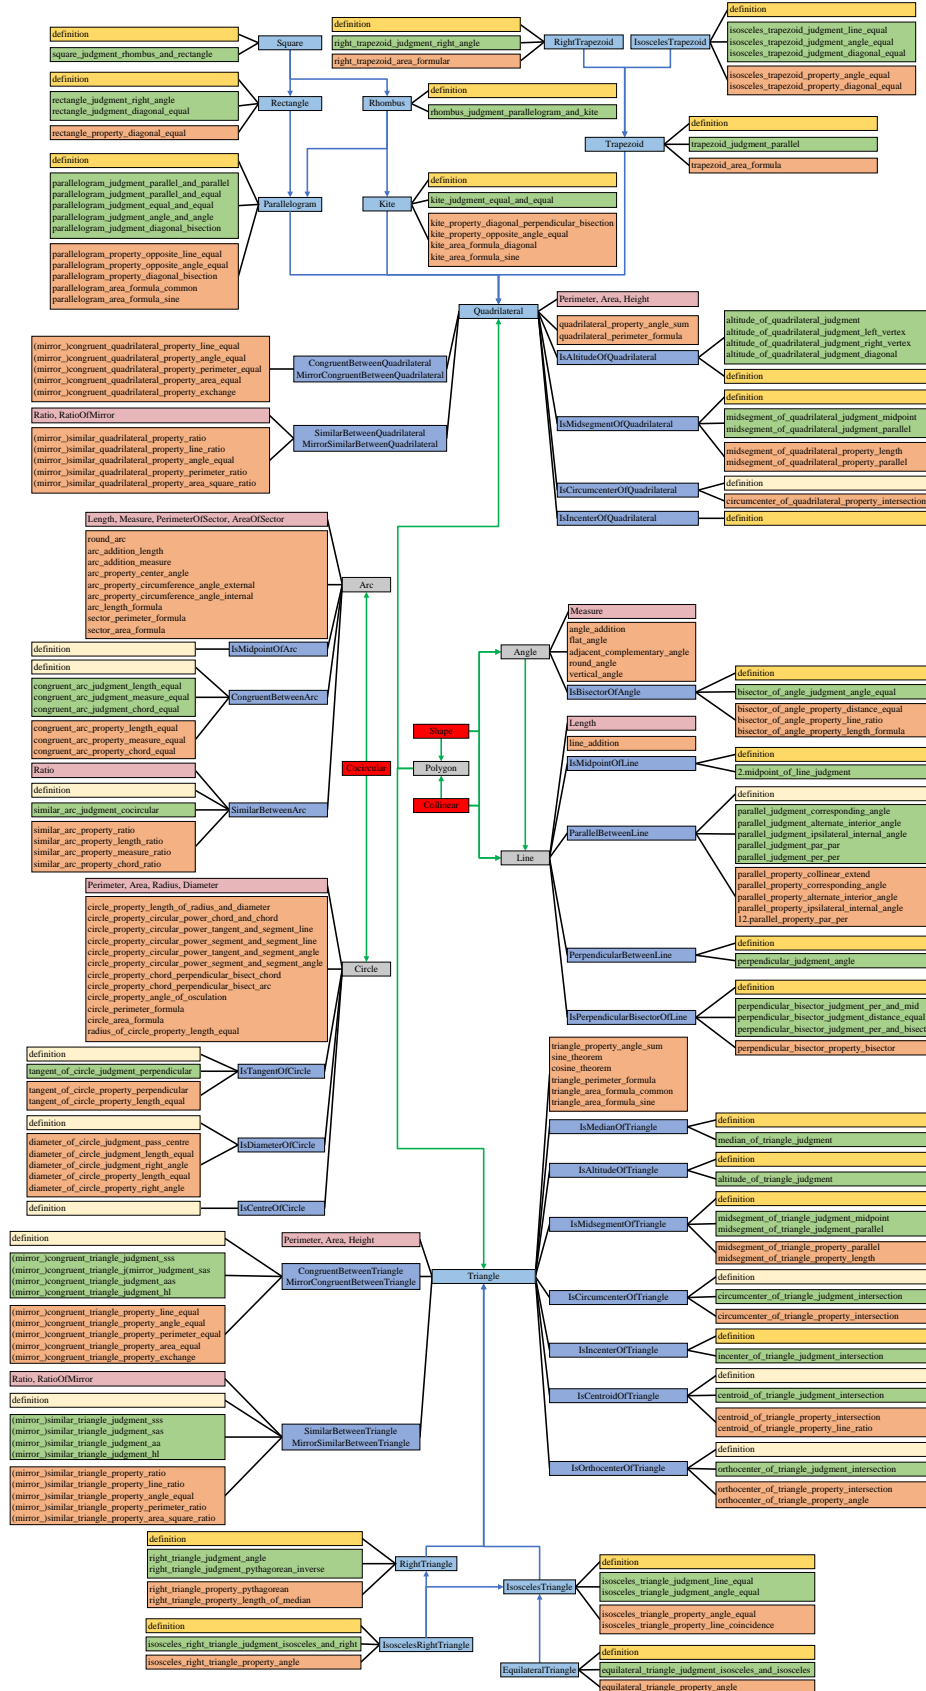 definition
square_judgment_rhombus_and_rectangle
Square
definition
right_trapezoid_judgment_right_angle
right_trapezoid_area_formular
RightTrapezoid
IsoscelesTrapezoid
definition
isosceles_trapezoid_judgment_line_equal
isosceles_trapezoid_judgment_angle_equal
isosceles_trapezoid_judgment_diagonal_equal
isosceles_trapezoid_property_angle_equal
isosceles_trapezoid_property_diagonal_equal
definition
rectangle_judgment_right_angle
rectangle_judgment_diagonal_equal
rectangle_property_diagonal_equal
Rectangle
Rhombus
definition
rhombus_judgment_parallelogram_and_kite
Trapezoid
definition
trapezoid_judgment_parallel
trapezoid_area_formula
definition
parallelogram_judgment_parallel_and_parallel
parallelogram_judgment_parallel_and_equal
parallelogram_judgment_equal_and_equal
parallelogram_judgment_angle_and_angle
parallelogram_judgment_diagonal_bisection
parallelogram_property_opposite_line_equal
parallelogram_property_opposite_angle_equal
parallelogram_property_diagonal_bisection
parallelogram_area_formula_common
parallelogram_area_formula_sine
Parallelogram
Kite
definition
kite_judgment_equal_and_equal
kite_property_diagonal_perpendicular_bisection
kite_property_opposite_angle_equal
kite_area_formula_diagonal
kite_area_formula_sine
Quadrilateral
Perimeter, Area, Height
quadrilateral_property_angle_sum
quadrilateral_perimeter_formula
IsAltitudeOfQuadrilateral
altitude_of_quadrilateral_judgment
altitude_of_quadrilateral_judgment_left_vertex
altitude_of_quadrilateral_judgment_right_vertex
altitude_of_quadrilateral_judgment_diagonal
definition
(mirror_)congruent_quadrilateral_property_line_equal
(mirror_)congruent_quadrilateral_property_angle_equal
(mirror_)congruent_quadrilateral_property_perimeter_equal
(mirror_)congruent_quadrilateral_property_area_equal
(mirror_)congruent_quadrilateral_property_exchange
CongruentBetweenQuadrilateral
MirrorCongruentBetweenQuadrilateral
Ratio, RatioOfMirror
(mirror_)similar_quadrilateral_property_ratio
(mirror_)similar_quadrilateral_property_line_ratio
(mirror_)similar_quadrilateral_property_angle_equal
(mirror_)similar_quadrilateral_property_perimeter_ratio
(mirror_)similar_quadrilateral_property_area_square_ratio
SimilarBetweenQuadrilateral
MirrorSimilarBetweenQuadrilateral
IsMidsegmentOfQuadrilateral
definition
midsegment_of_quadrilateral_judgment_midpoint
midsegment_of_quadrilateral_judgment_parallel
midsegment_of_quadrilateral_property_length
midsegment_of_quadrilateral_property_parallel
IsCircumcenterOfQuadrilateral
definition
circumcenter_of_quadrilateral_property_intersection
IsIncenterOfQuadrilateral
definition
Length, Measure, PerimeterOfSector, AreaOfSector
round_arc
arc_addition_length
arc_addition_measure
arc_property_center_angle
arc_property_circumference_angle_external
arc_property_circumference_angle_internal
arc_length_formula
sector_perimeter_formula
sector_area_formula
Arc
definition
IsMidpointOfArc
definition
congruent_arc_judgment_length_equal
congruent_arc_judgment_measure_equal
congruent_arc_judgment_chord_equal
congruent_arc_property_length_equal
congruent_arc_property_measure_equal
congruent_arc_property_chord_equal
CongruentBetweenArc
Ratio
definition
similar_arc_judgment_cocircular
similar_arc_property_ratio
similar_arc_property_length_ratio
similar_arc_property_measure_ratio
similar_arc_property_chord_ratio
SimilarBetweenArc
Cocircular
Shape
Polygon
Collinear
Angle
Measure
angle_addition
flat_angle
adjacent_complementary_angle
round_angle
vertical_angle
IsBisectorOfAngle
definition
bisector_of_angle_judgment_angle_equal
bisector_of_angle_property_distance_equal
bisector_of_angle_property_line_ratio
bisector_of_angle_property_length_formula
Line
Length
line_addition
IsMidpointOfLine
definition
2.midpoint_of_line_judgment
ParallelBetweenLine
definition
parallel_judgment_corresponding_angle
parallel_judgment_alternate_interior_angle
parallel_judgment_ipsilateral_internal_angle
parallel_judgment_par_par
parallel_judgment_per_per
parallel_property_collinear_extend
parallel_property_corresponding_angle
parallel_property_alternate_interior_angle
parallel_property_ipsilateral_internal_angle
12.parallel_property_par_per
PerpendicularBetweenLine
definition
perpendicular_judgment_angle
IsPerpendicularBisectorOfLine
definition
perpendicular_bisector_judgment_per_and_mid
perpendicular_bisector_judgment_distance_equal
perpendicular_bisector_judgment_per_and_bisect
perpendicular_bisector_property_bisector
Perimeter, Area, Radius, Diameter
circle_property_length_of_radius_and_diameter
circle_property_circular_power_chord_and_chord
circle_property_circular_power_tangent_and_segment_line
circle_property_circular_power_segment_and_segment_line
circle_property_circular_power_tangent_and_segment_angle
circle_property_circular_power_segment_and_segment_angle
circle_property_chord_perpendicular_bisect_chord
circle_property_chord_perpendicular_bisect_arc
circle_property_angle_of_osculation
circle_perimeter_formula
circle_area_formula
radius_of_circle_property_length_equal
Circle
definition
tangent_of_circle_judgment_perpendicular
tangent_of_circle_property_perpendicular
tangent_of_circle_property_length_equal
IsTangentOfCircle
definition
diameter_of_circle_judgment_pass_centre
diameter_of_circle_judgment_length_equal
diameter_of_circle_judgment_right_angle
diameter_of_circle_property_length_equal
diameter_of_circle_property_right_angle
IsDiameterOfCircle
definition
IsCentreOfCircle
triangle_property_angle_sum
sine_theorem
cosine_theorem
triangle_perimeter_formula
triangle_area_formula_common
triangle_area_formula_sine
IsMedianOfTriangle
definition
median_of_triangle_judgment
IsAltitudeOfTriangle
definition
altitude_of_triangle_judgment
IsMidsegmentOfTriangle
definition
midsegment_of_triangle_judgment_midpoint
midsegment_of_triangle_judgment_parallel
midsegment_of_triangle_property_parallel
midsegment_of_triangle_property_length
definition
(mirror_)congruent_triangle_judgment_sss
(mirror_)congruent_triangle_j(mirror_)udgment_sas
(mirror_)congruent_triangle_judgment_aas
(mirror_)congruent_triangle_judgment_hl
(mirror_)congruent_triangle_property_line_equal
(mirror_)congruent_triangle_property_angle_equal
(mirror_)congruent_triangle_property_perimeter_equal
(mirror_)congruent_triangle_property_area_equal
(mirror_)congruent_triangle_property_exchange
Perimeter, Area, Height
CongruentBetweenTriangle
MirrorCongruentBetweenTriangle
Triangle
IsCircumcenterOfTriangle
definition
circumcenter_of_triangle_judgment_intersection
circumcenter_of_triangle_property_intersection
IsIncenterOfTriangle
definition
incenter_of_triangle_judgment_intersection
IsCentroidOfTriangle
definition
centroid_of_triangle_judgment_intersection
centroid_of_triangle_property_intersection
centroid_of_triangle_property_line_ratio
IsOrthocenterOfTriangle
definition
orthocenter_of_triangle_judgment_intersection
orthocenter_of_triangle_property_intersection
orthocenter_of_triangle_property_angle
Ratio, RatioOfMirror
definition
(mirror_)similar_triangle_judgment_sss
(mirror_)similar_triangle_judgment_sas
(mirror_)similar_triangle_judgment_aa
(mirror_)similar_triangle_judgment_hl
(mirror_)similar_triangle_property_ratio
(mirror_)similar_triangle_property_line_ratio
(mirror_)similar_triangle_property_angle_equal
(mirror_)similar_triangle_property_perimeter_ratio
(mirror_)similar_triangle_property_area_square_ratio
SimilarBetweenTriangle
MirrorSimilarBetweenTriangle
definition
right_triangle_judgment_angle
right_triangle_judgment_pythagorean_inverse
right_triangle_property_pythagorean
right_triangle_property_length_of_median
RightTriangle
IsoscelesTriangle
definition
isosceles_triangle_judgment_line_equal
isosceles_triangle_judgment_angle_equal
isosceles_triangle_property_angle_equal
isosceles_triangle_property_line_coincidence
definition
isosceles_right_triangle_judgment_isosceles_and_right
isosceles_right_triangle_property_angle
IsoscelesRightTriangle
EquilateralTriangle
definition
equilateral_triangle_judgment_isosceles_and_isosceles
equilateral_triangle_property_angle